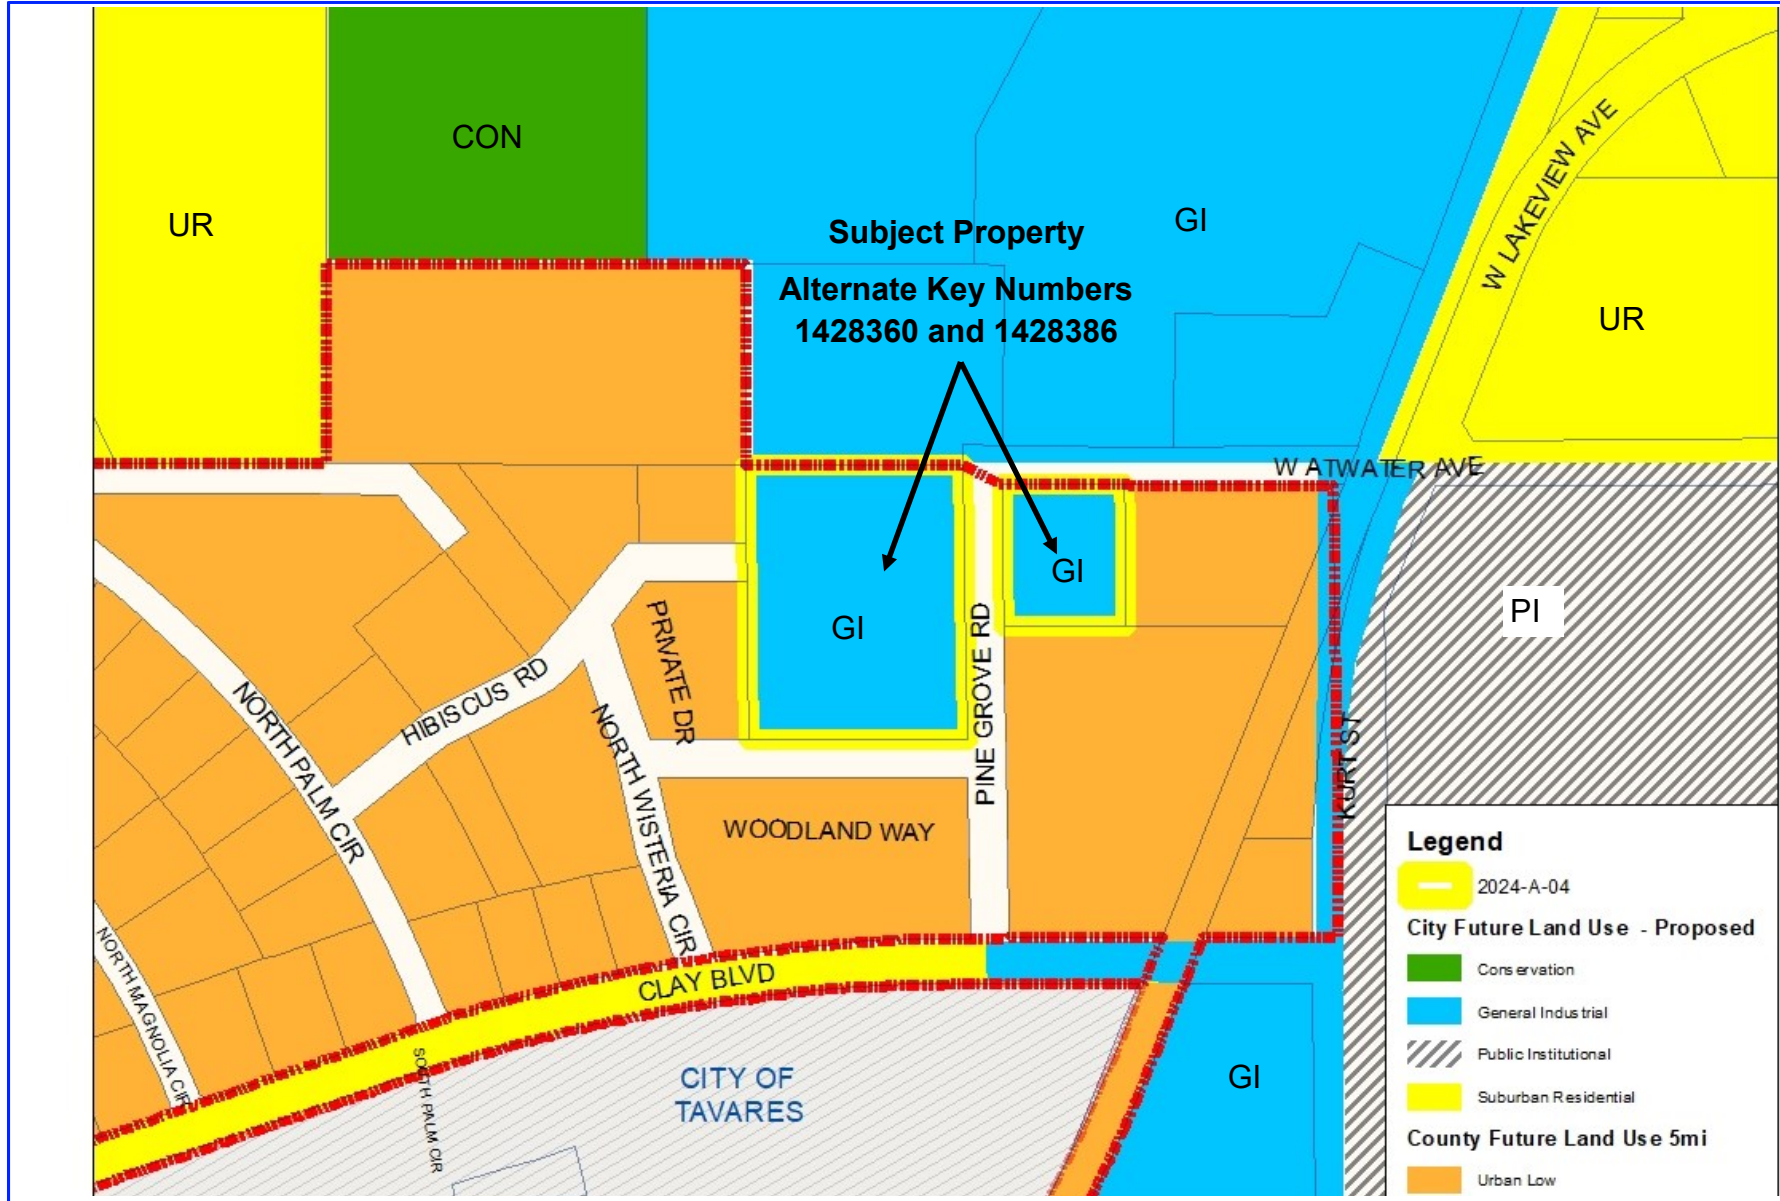 CON
UR
GI
Subject Property
Alternate Key Numbers
1428360 and 1428386
W LAKEVIEW AVE
UR
W ATWATER AVE
GI
GI
PI
PRIVATE DR
PINE GROVE RD
HIBISCUS RD
NORTH PALM CIR
NORTH WISTERIA CIR
KURT ST
WOODLAND WAY
NORTH MAGNOLIA CIR
CLAY BLVD
SOUTH PALM CIR
CITY OF
TAVARES
GI
Legend
2024-A-04
City Future Land Use - Proposed
Conservation
General Industrial
Public Institutional
Suburban Residential
County Future Land Use 5mi
Urban Low